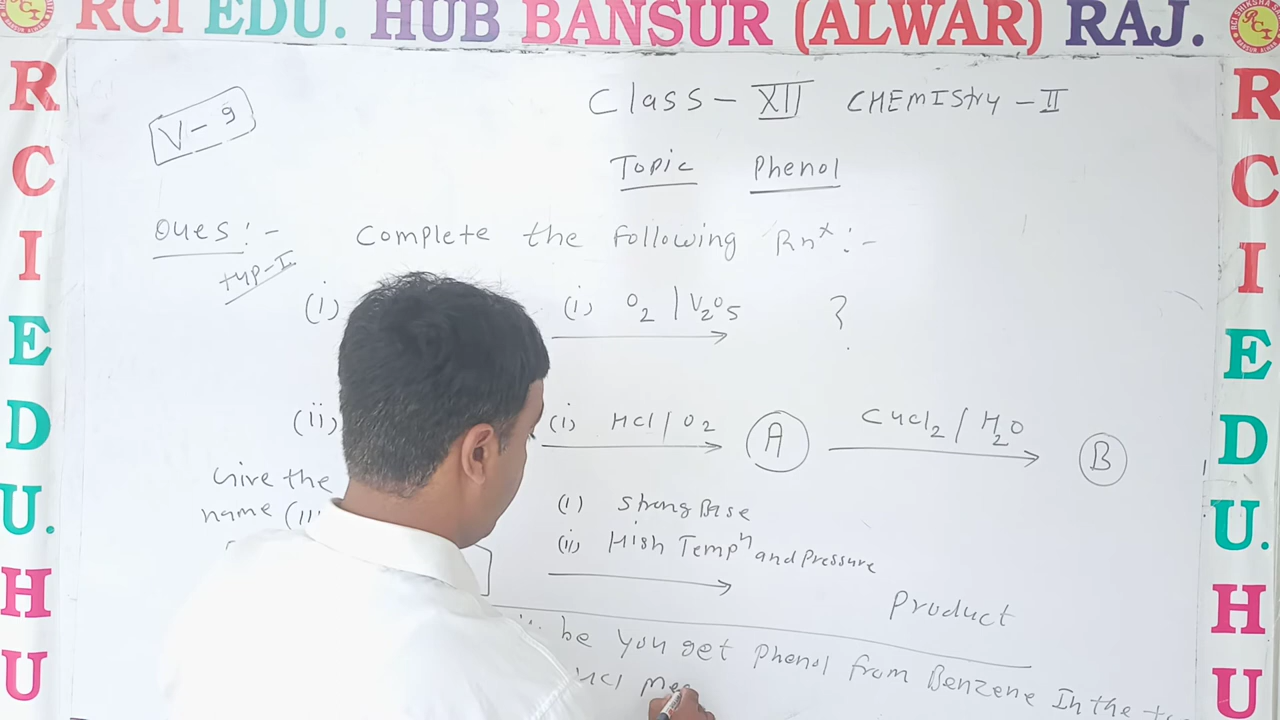 RCI EDU. HUB BANSUR (ALWAR) RAJ.
R
C
I
E
D
U.
H
U
R
C
I
E
D
U.
H
U
V-9
Class - XII CHEMIstry - II
Topic Phenol
Ques:-
typ-I
Complete the following Rnˣ:-
(i) (i) O₂ | V₂O₅ ?
(ii) (i) HCl / O₂ A CuCl₂ / H₂O B
Give the
name (iii)
(i) Strong Base
(ii) High Tempⁿ and Pressure
Product
be you get phenol from Benzene In the